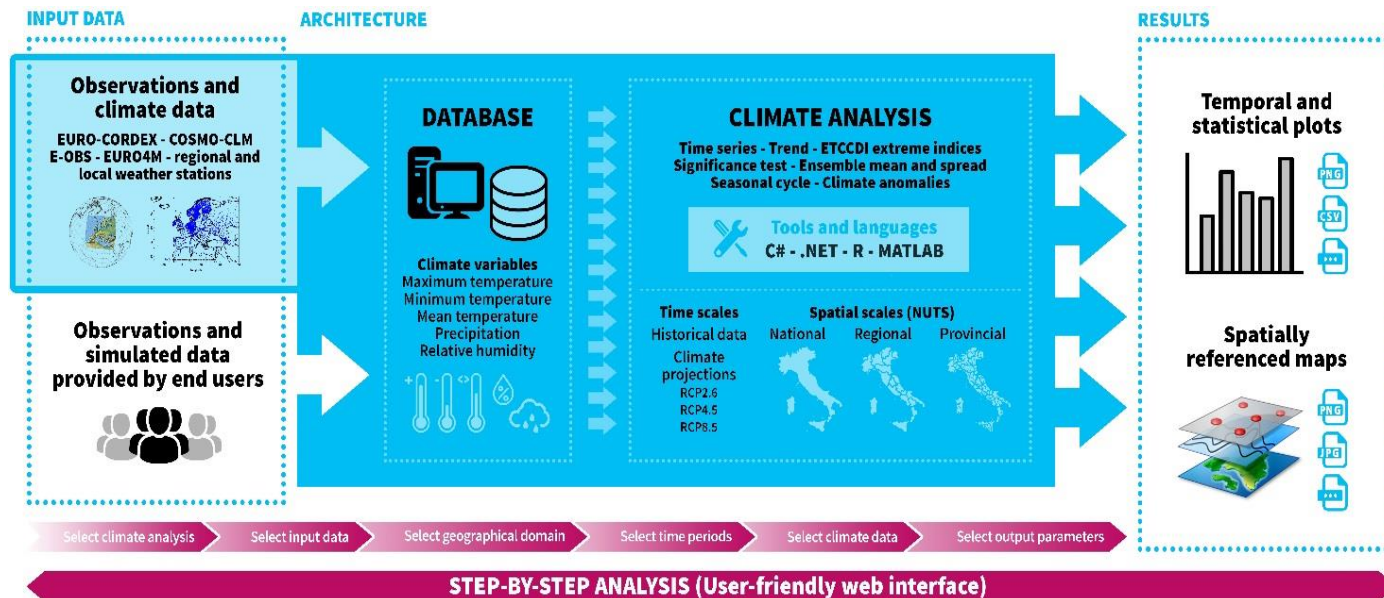 INPUT DATA
Observations and
climate data
EURO-CORDEX - COSMO-CLM
E-OBS - EURO4M - regional and
local weather stations
Observations and
simulated data
provided by end users
ARCHITECTURE
DATABASE
Climate variables
Maximum temperature
Minimum temperature
Mean temperature
Precipitation
Relative humidity
+
-
<>
%
CLIMATE ANALYSIS
Time series - Trend - ETCCDI extreme indices
Significance test - Ensemble mean and spread
Seasonal cycle - Climate anomalies
Tools and languages
C# - .NET - R - MATLAB
Time scales
Historical data
Climate
projections
RCP2.6
RCP4.5
RCP8.5
Spatial scales (NUTS)
National Regional Provincial
RESULTS
Temporal and
statistical plots
PNG
CSV
...
Spatially
referenced maps
PNG
JPG
...
Select climate analysis
Select input data
Select geographical domain
Select time periods
Select climate data
Select output parameters
STEP-BY-STEP ANALYSIS (User-friendly web interface)